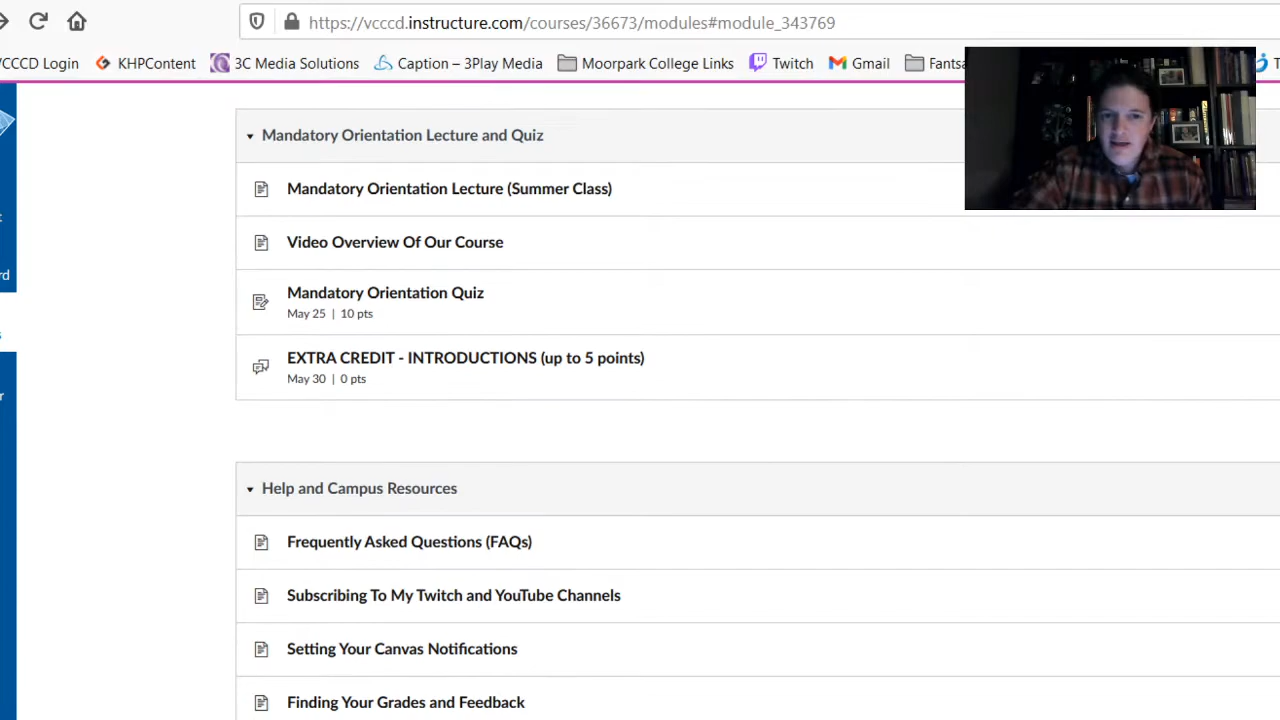 https://vcccd.instructure.com/courses/36673/modules#module_343769
VCCCD Login KHPContent 3C Media Solutions Caption – 3Play Media Moorpark College Links Twitch Gmail Fantsa
Mandatory Orientation Lecture and Quiz
Mandatory Orientation Lecture (Summer Class)
Video Overview Of Our Course
Mandatory Orientation Quiz
May 25 | 10 pts
EXTRA CREDIT - INTRODUCTIONS (up to 5 points)
May 30 | 0 pts
rd
Help and Campus Resources
Frequently Asked Questions (FAQs)
Subscribing To My Twitch and YouTube Channels
Setting Your Canvas Notifications
Finding Your Grades and Feedback